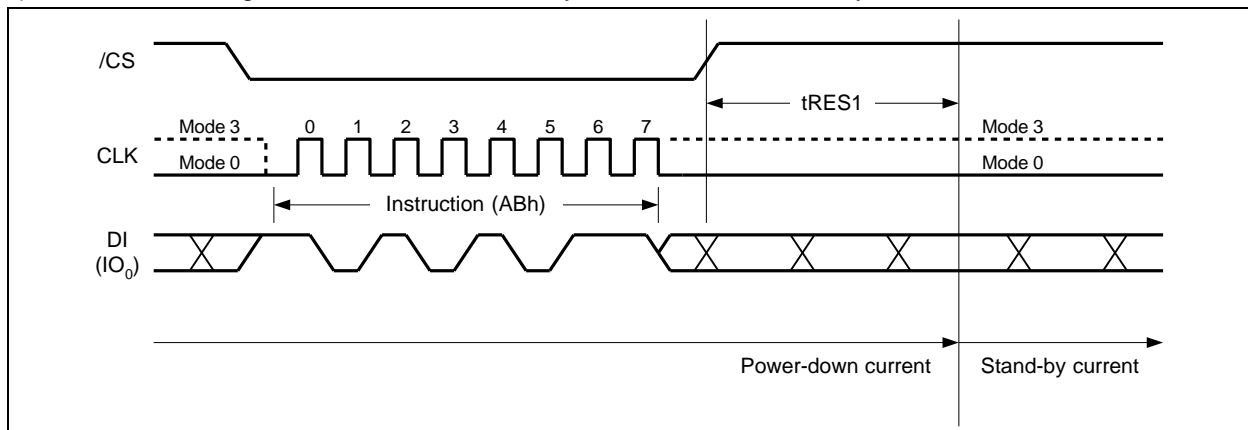 /CS
tRES1
Mode 3 0 1 2 3 4 5 6 7 Mode 3
CLK
Mode 0 Mode 0
Instruction (ABh)
DI
(IO0)
Power-down current Stand-by current